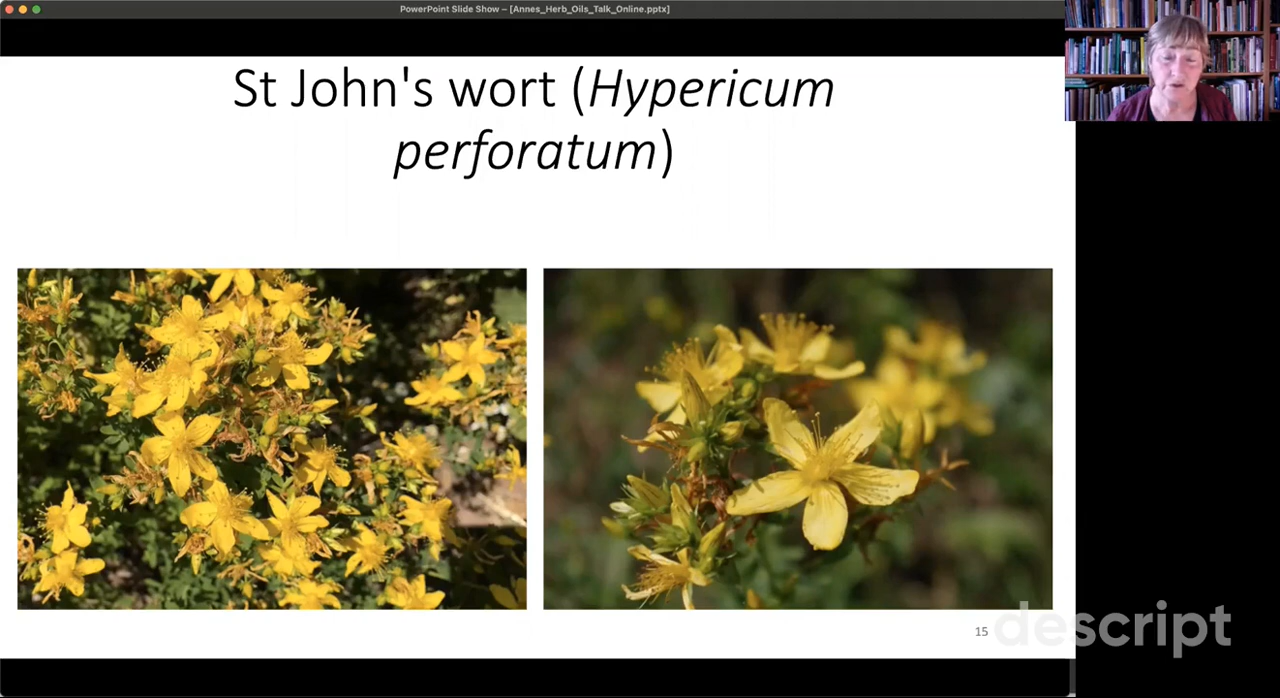 PowerPoint Slide Show – [Annes_Herb_Oils_Talk_Online.pptx]
St John's wort (Hypericum
perforatum)
15
descript